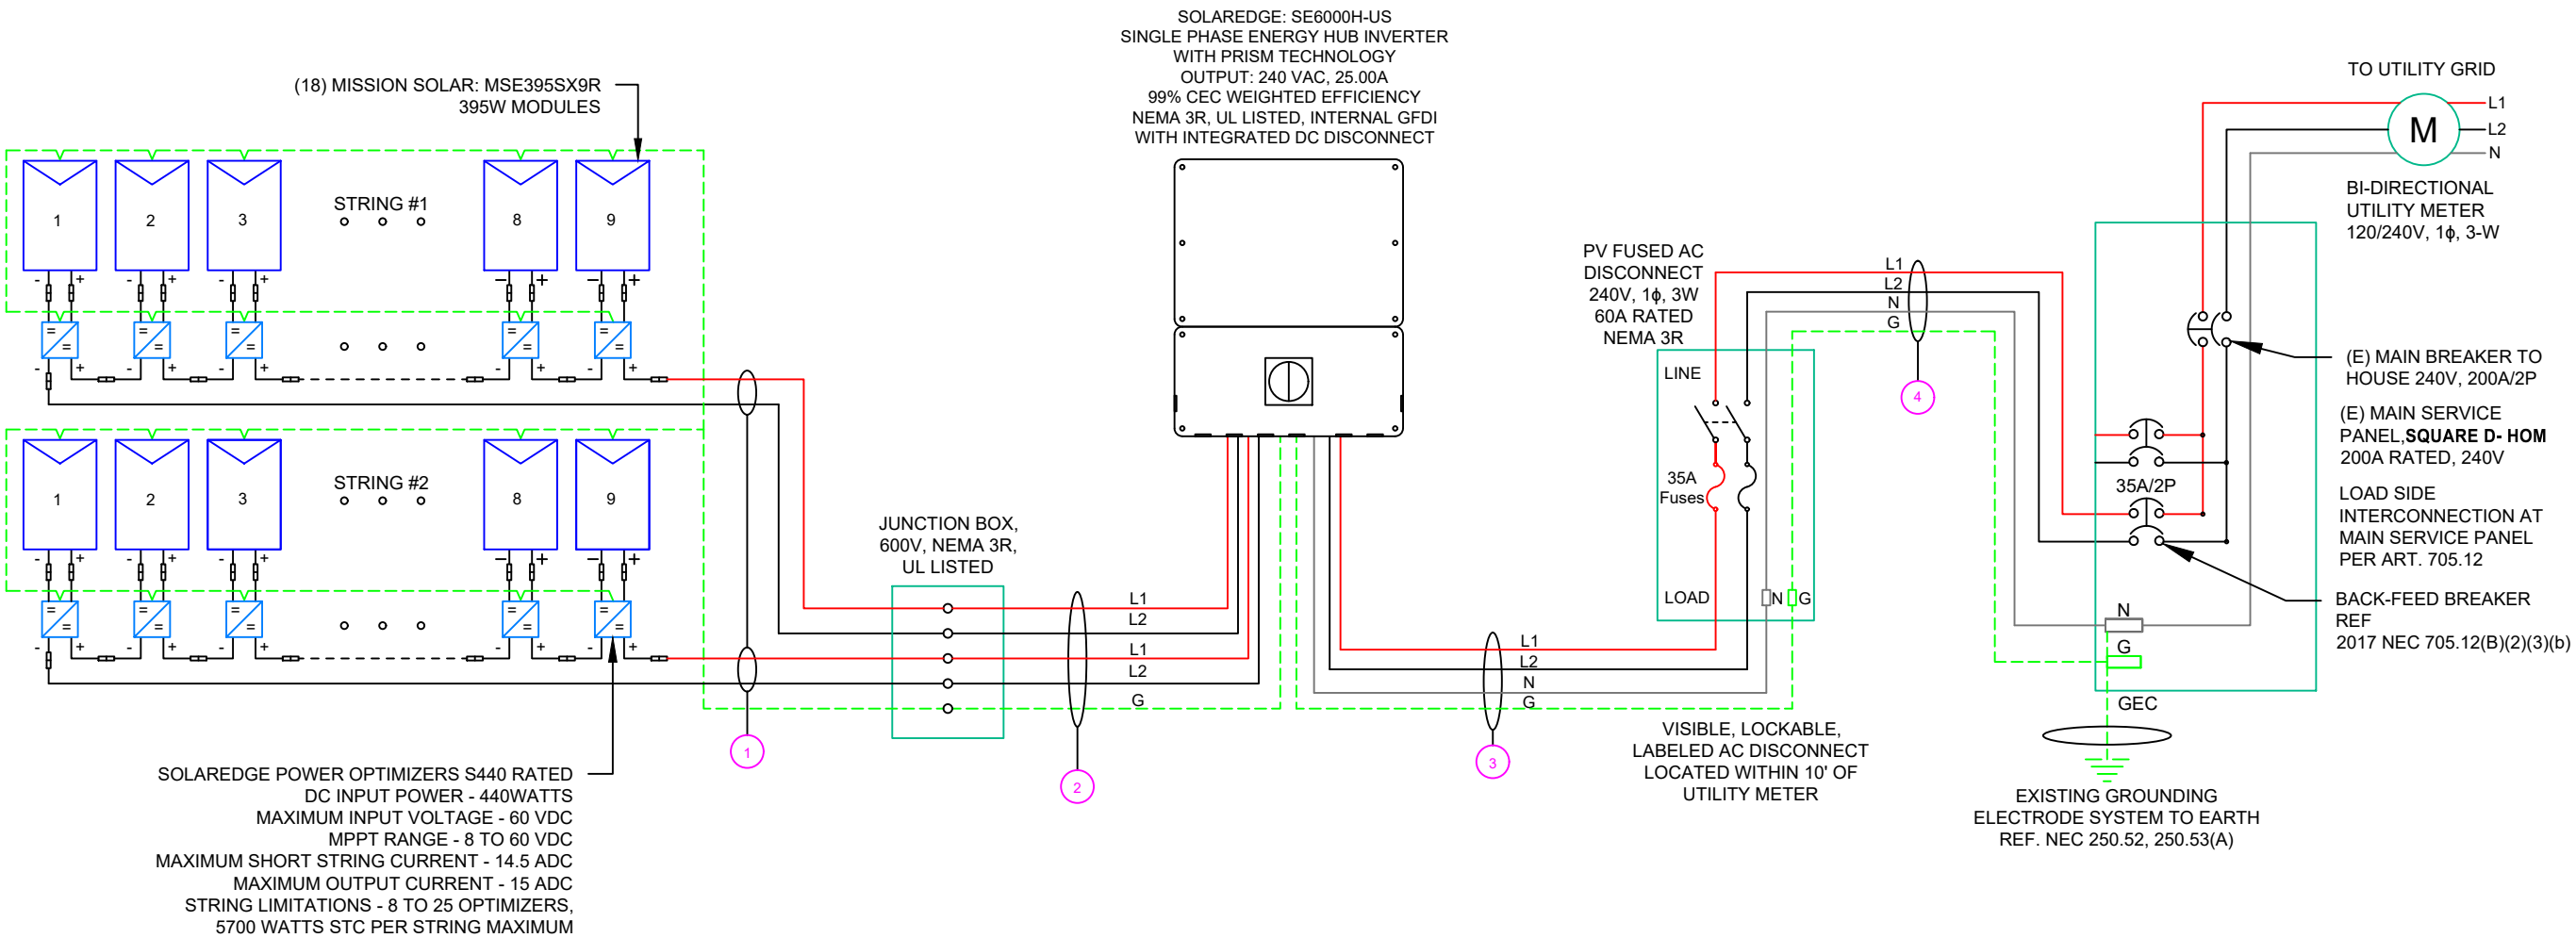 SOLAREDGE: SE6000H-US
SINGLE PHASE ENERGY HUB INVERTER
WITH PRISM TECHNOLOGY
OUTPUT: 240 VAC, 25.00A
99% CEC WEIGHTED EFFICIENCY
NEMA 3R, UL LISTED, INTERNAL GFDI
WITH INTEGRATED DC DISCONNECT
(18) MISSION SOLAR: MSE395SX9R
395W MODULES
1 2 3 STRING #1 8 9
- + - + - + - + - +
= = = = = = = = = =
- + - + - + - + - +
1 2 3 STRING #2 8 9
- + - + - + - + - +
= = = = = = = = = =
- + - + - + - + - +
SOLAREDGE POWER OPTIMIZERS S440 RATED
DC INPUT POWER - 440WATTS
MAXIMUM INPUT VOLTAGE - 60 VDC
MPPT RANGE - 8 TO 60 VDC
MAXIMUM SHORT STRING CURRENT - 14.5 ADC
MAXIMUM OUTPUT CURRENT - 15 ADC
STRING LIMITATIONS - 8 TO 25 OPTIMIZERS,
5700 WATTS STC PER STRING MAXIMUM
1
JUNCTION BOX,
600V, NEMA 3R,
UL LISTED
L1
L2
L1
L2
G
2
L1
L2
N
G
3
PV FUSED AC
DISCONNECT
240V, 1ϕ, 3W
60A RATED
NEMA 3R
LINE
35A
Fuses
LOAD
N G
VISIBLE, LOCKABLE,
LABELED AC DISCONNECT
LOCATED WITHIN 10' OF
UTILITY METER
L1
L2
N
G
4
TO UTILITY GRID
M
L1
L2
N
BI-DIRECTIONAL
UTILITY METER
120/240V, 1ϕ, 3-W
(E) MAIN BREAKER TO
HOUSE 240V, 200A/2P
(E) MAIN SERVICE
PANEL,SQUARE D- HOM
200A RATED, 240V
35A/2P
LOAD SIDE
INTERCONNECTION AT
MAIN SERVICE PANEL
PER ART. 705.12
BACK-FEED BREAKER
REF
2017 NEC 705.12(B)(2)(3)(b)
N
G
GEC
EXISTING GROUNDING
ELECTRODE SYSTEM TO EARTH
REF. NEC 250.52, 250.53(A)